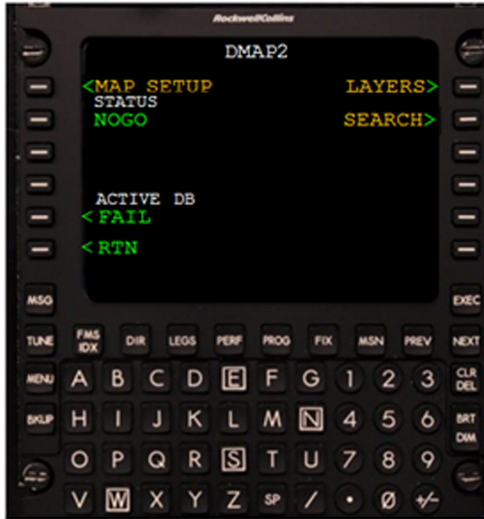 RockwellCollins
DMAP2
<MAP SETUP LAYERS>
STATUS
NOGO SEARCH>
ACTIVE DB
<FAIL
<RTN
MSG EXEC
TUNE FMS IDX DIR LEGS PERF PROG FIX MSN PREV NEXT
MENU A B C D E F G 1 2 3 CLR DEL
BKUP H I J K L M N 4 5 6 BRT DIM
O P Q R S T U 7 8 9
V W X Y Z SP / • Ø +/−